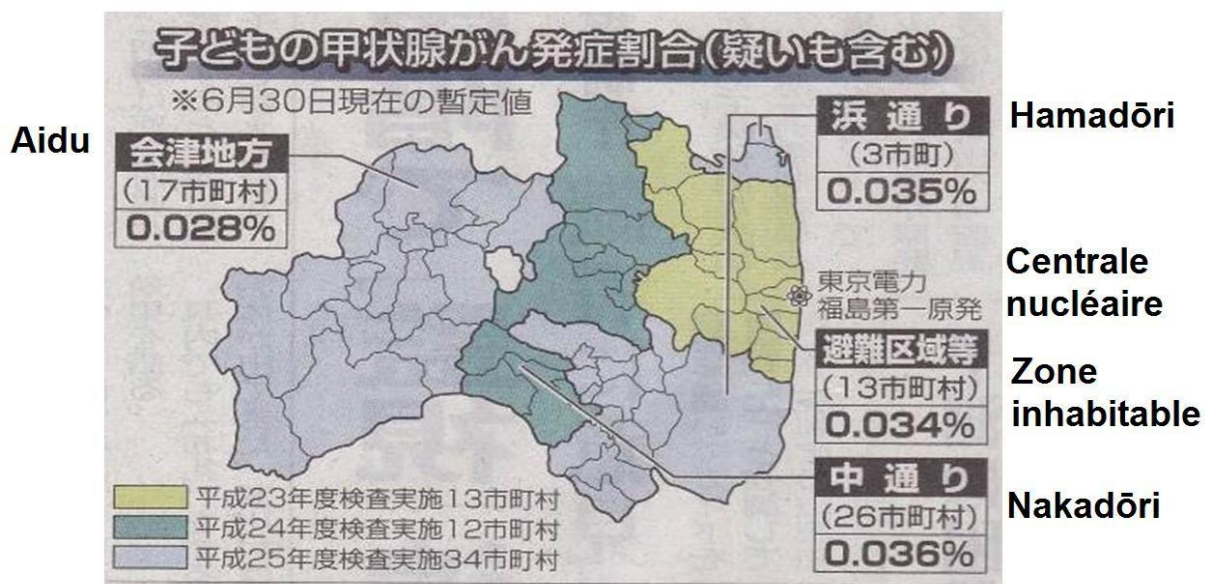 子どもの甲状腺がん発症割合(疑いも含む)
※6月30日現在の暫定値
Aidu
会津地方
(17市町村)
0.028%
浜通り
(3市町)
0.035%
Hamadōri
東京電力
福島第一原発
Centrale
nucléaire
避難区域等
(13市町村)
0.034%
Zone
inhabitable
中通り
(26市町村)
0.036%
Nakadōri
平成23年度検査実施13市町村
平成24年度検査実施12市町村
平成25年度検査実施34市町村